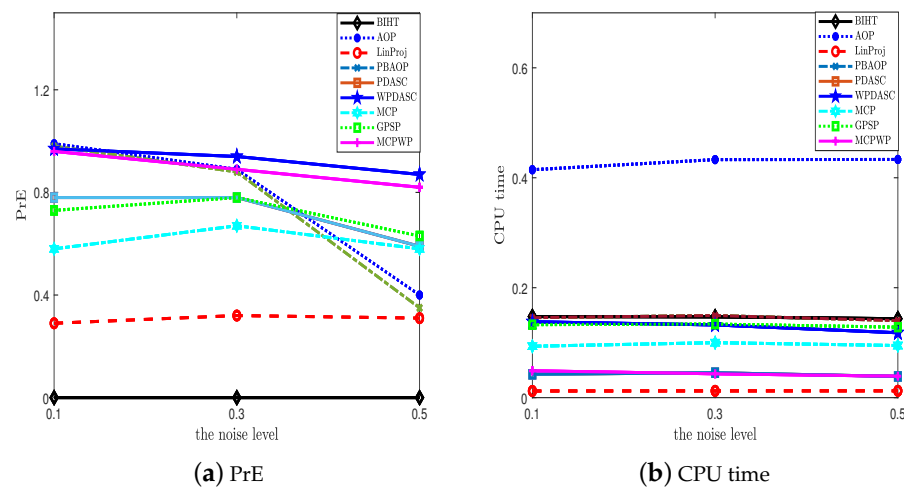 BIHT
AOP
LinProj
PBAOP
PDASC
WPDASC
MCP
GPSP
MCPWP
1.2
0.8
0.4
0
PrE
0.1
0.3
0.5
the noise level
(a) PrE
BIHT
AOP
LinProj
PBAOP
PDASC
WPDASC
MCP
GPSP
MCPWP
0.6
0.4
0.2
0
CPU time
0.1
0.3
0.5
the noise level
(b) CPU time